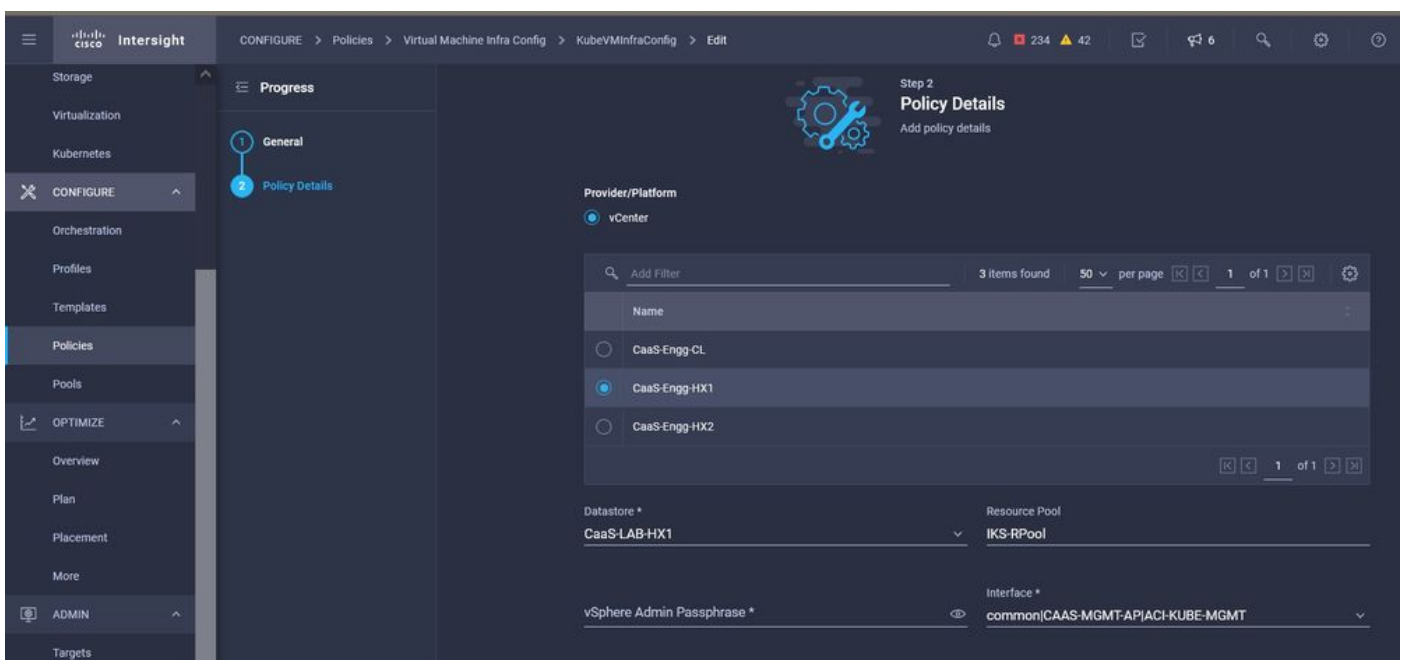 cisco Intersight
CONFIGURE > Policies > Virtual Machine Infra Config > KubeVMInfraConfig > Edit
234 42 6
Storage
Virtualization
Kubernetes
CONFIGURE
Orchestration
Profiles
Templates
Policies
Pools
OPTIMIZE
Overview
Plan
Placement
More
ADMIN
Targets
Progress
1 General
2 Policy Details
Step 2
Policy Details
Add policy details
Provider/Platform
vCenter
Add Filter 3 items found 50 per page 1 of 1
Name
CaaS-Engg-CL
CaaS-Engg-HX1
CaaS-Engg-HX2
1 of 1
Datastore * Resource Pool
CaaS-LAB-HX1 IKS-RPool
Interface *
vSphere Admin Passphrase * common|CAAS-MGMT-AP|ACI-KUBE-MGMT